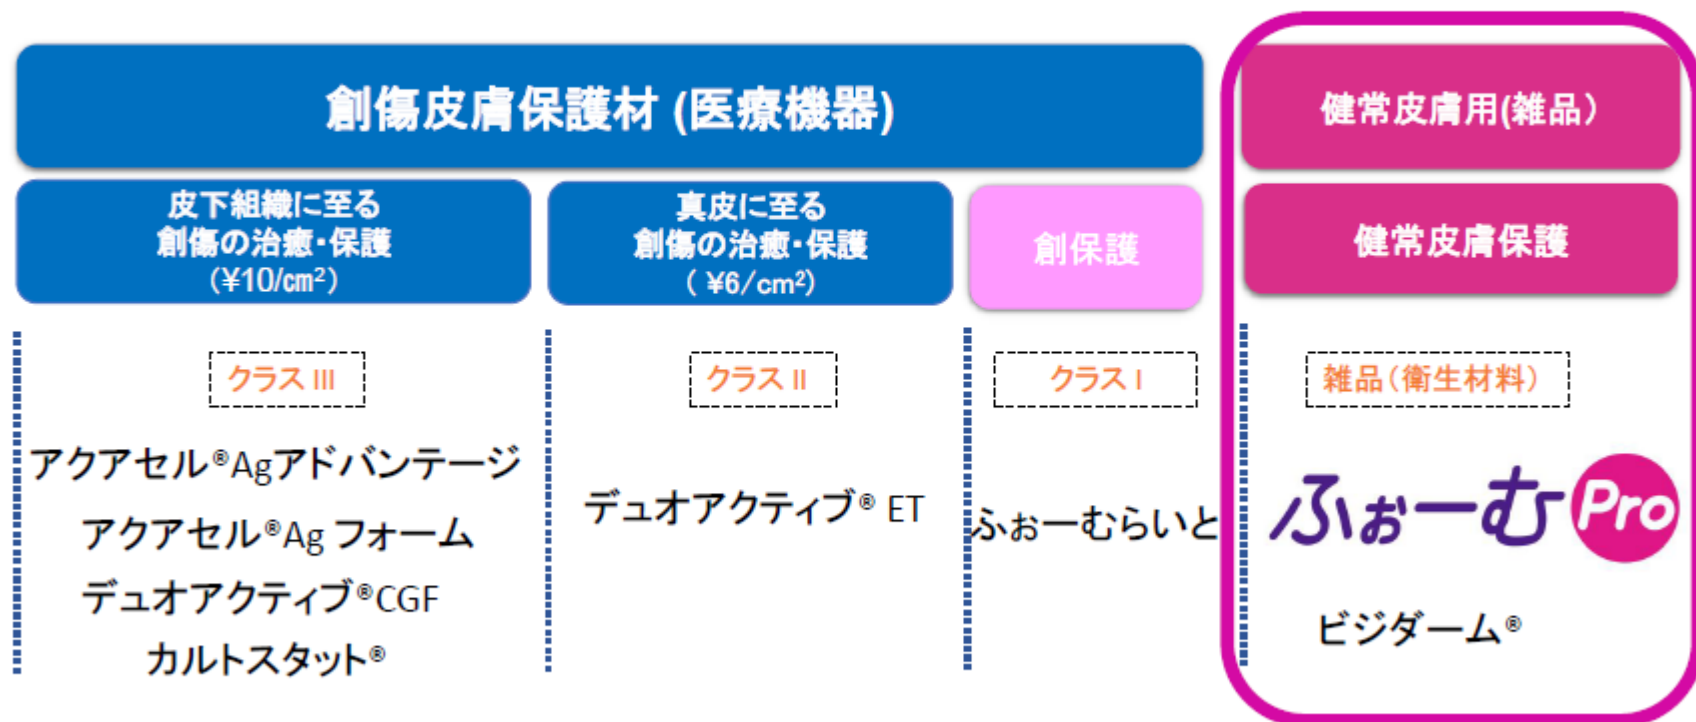 創傷皮膚保護材 (医療機器)
健常皮膚用(雑品）
皮下組織に至る
創傷の治癒・保護
(¥10/㎝²)
真皮に至る
創傷の治癒・保護
( ¥6/cm²)
創保護
健常皮膚保護
クラス III
クラス II
クラス I
雑品（衛生材料）
アクアセル®Agアドバンテージ
アクアセル®Ag フォーム
デュオアクティブ®CGF
カルトスタット®
デュオアクティブ® ET
ふぉーむらいと
ふぉーむ Pro
ビジダーム®